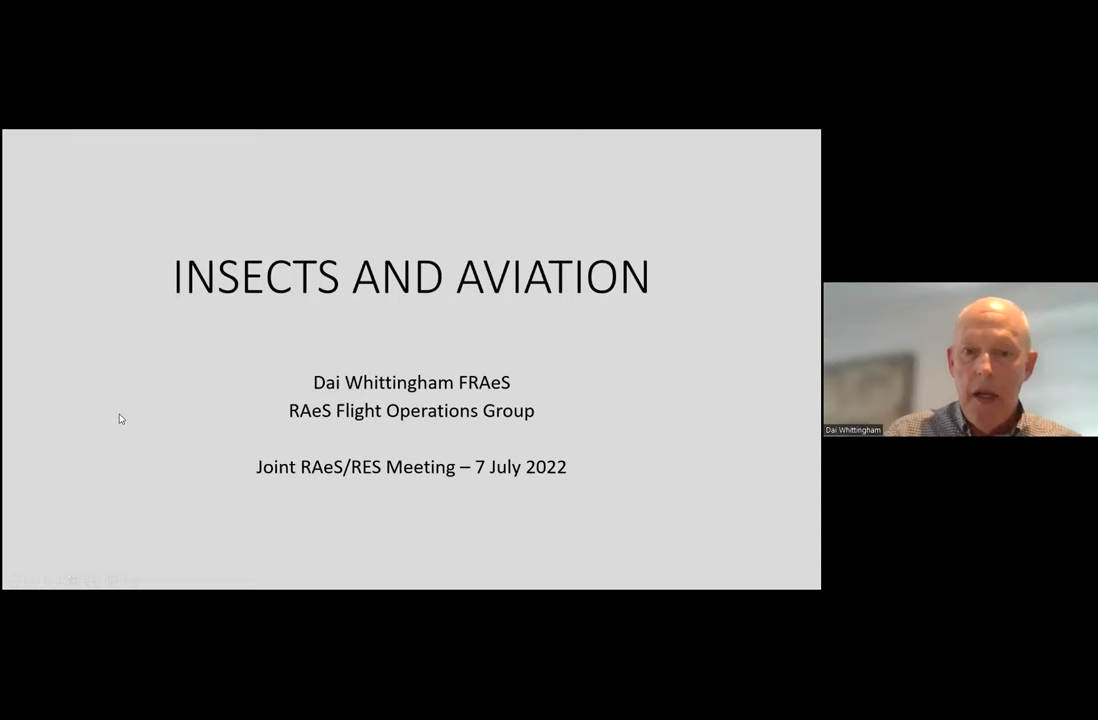 INSECTS AND AVIATION
Dai Whittingham FRAeS
RAeS Flight Operations Group
Joint RAeS/RES Meeting – 7 July 2022
Dai Whittingham